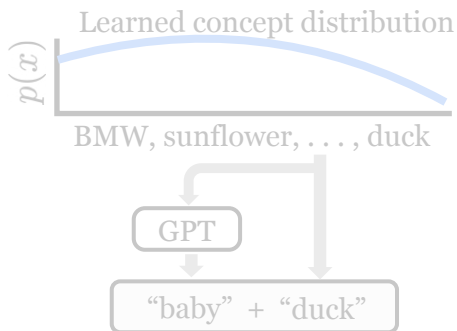 Learned concept distribution
p(x)
BMW, sunflower, . . . , duck
GPT
“baby” + “duck”